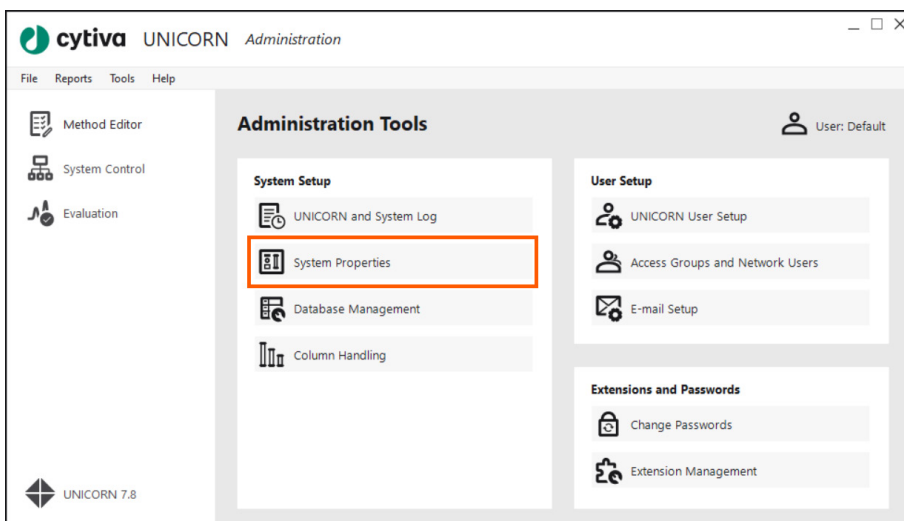 cytiva UNICORN Administration
File Reports Tools Help
Method Editor
System Control
Evaluation
UNICORN 7.8
Administration Tools
User: Default
System Setup
UNICORN and System Log
System Properties
Database Management
Column Handling
User Setup
UNICORN User Setup
Access Groups and Network Users
E-mail Setup
Extensions and Passwords
Change Passwords
Extension Management